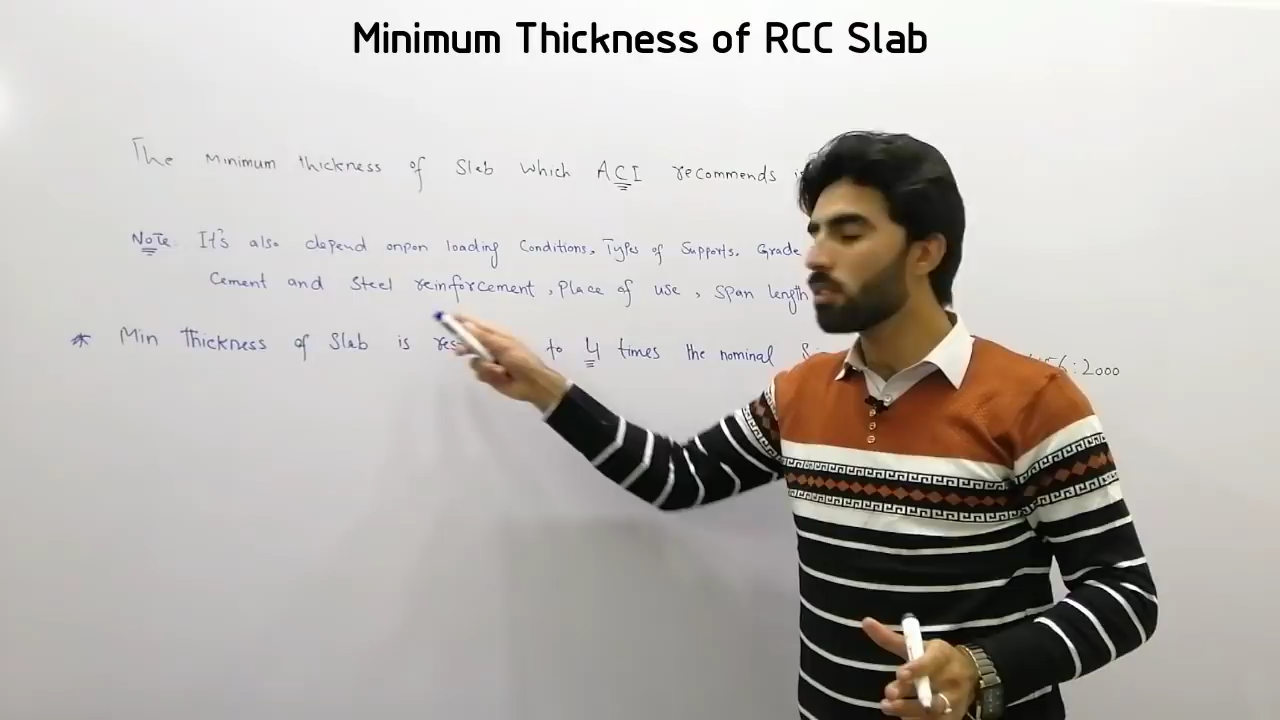 Minimum Thickness of RCC Slab
The Minimum thickness of Slab which ACI recommends
Note: It's also depend onpon loading Conditions, Types of Supports, Grade
Cement and Steel reinforcement, Place of use, Span length
* Min Thickness of Slab is to 4 times the nominal 456:2000